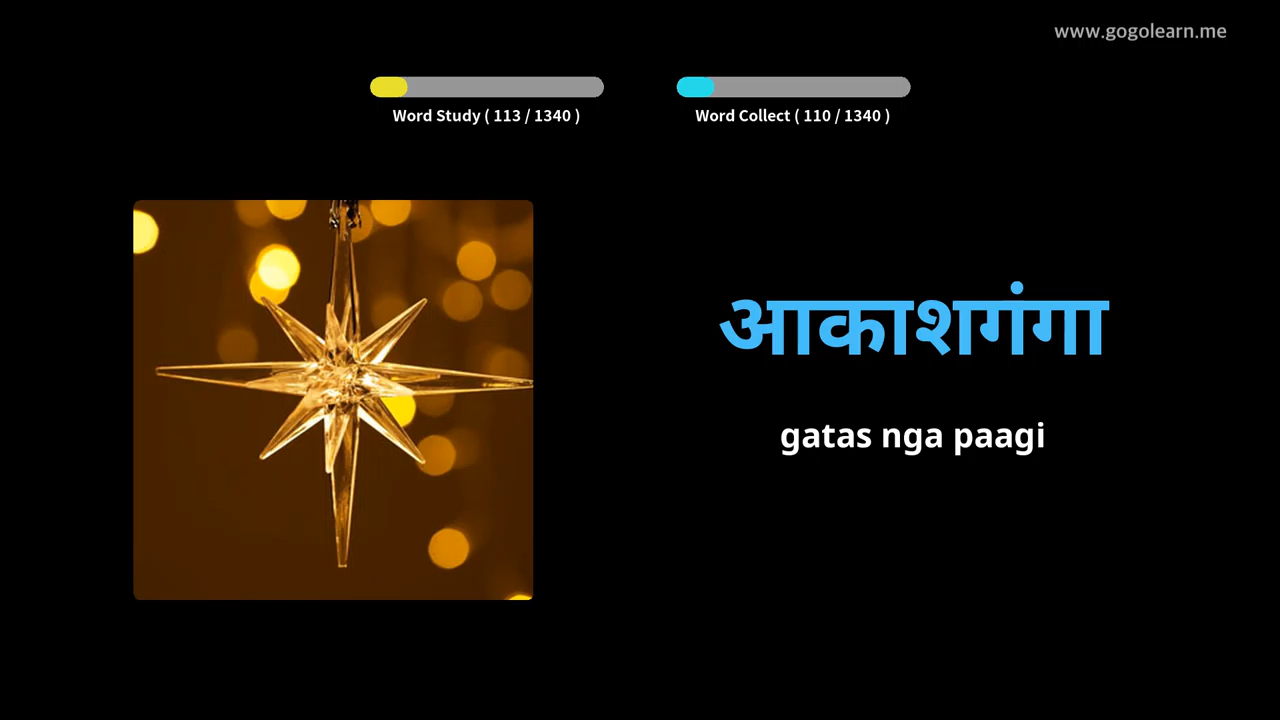 www.gogolearn.me
Word Study ( 113 / 1340 )
Word Collect ( 110 / 1340 )
आकाशगंगा
gatas nga paagi